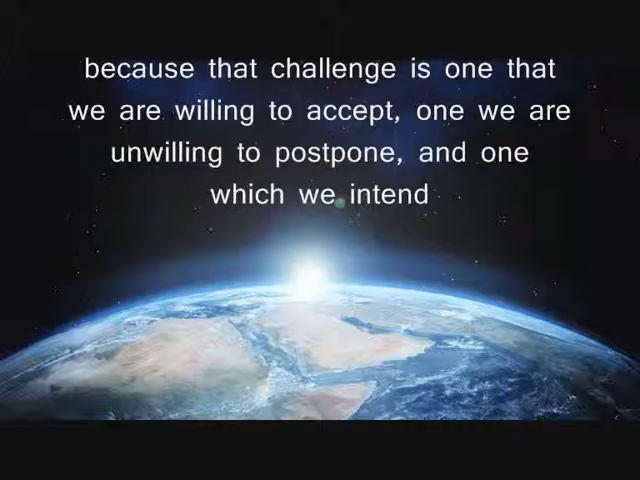 because that challenge is one that
we are willing to accept, one we are
unwilling to postpone, and one
which we intend